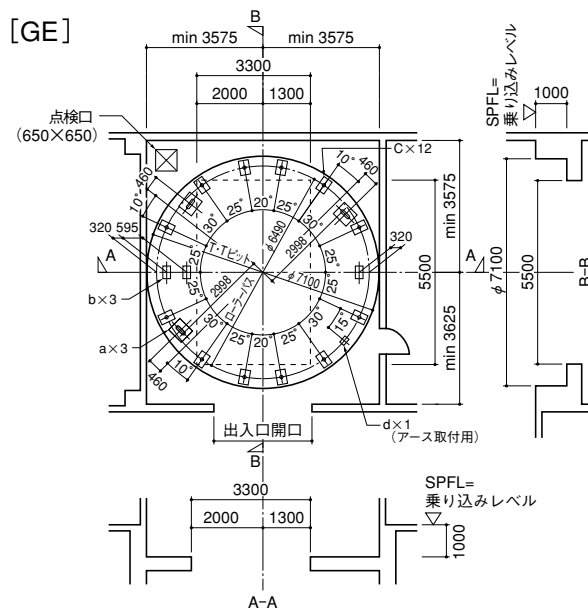 [GE]
B
min 3575
min 3575
3300
2000
1300
点検口
(650×650)
C×12
SPFL=
乗り込みレベル
1000
460
10°
25°
20°
25°
10°
460
30°
30°
320
595
25°
T・Tピット
φ6490
2998
25°
320
A
A
b×3
25°
2998
ローラーパス
φ7100
25°
a×3
30°
25°
20°
25°
30°
15°
460
10°
min 3575
5500
min 3625
φ7100
5500
B-B
出入口開口
d×1
(アース取付用)
B
3300
2000
1300
SPFL=
乗り込みレベル
1000
A-A